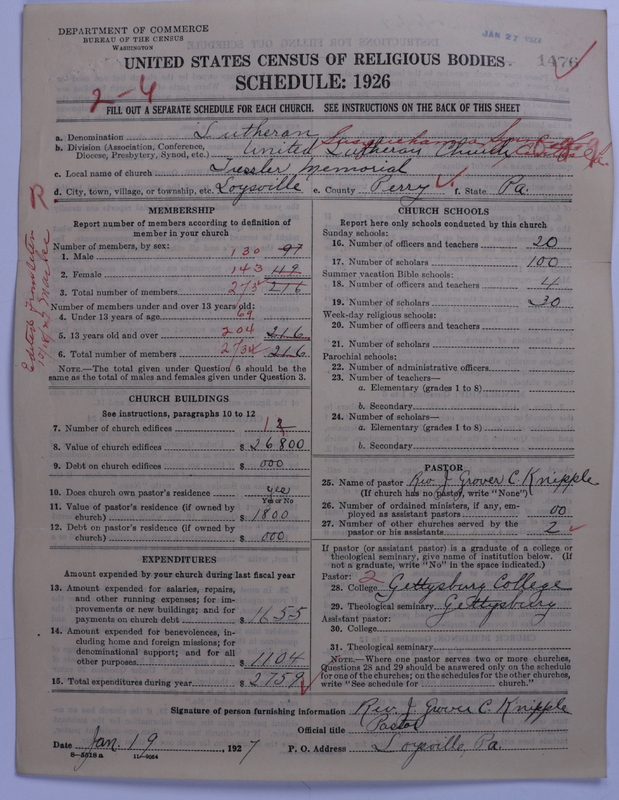 DEPARTMENT OF COMMERCE
BUREAU OF THE CENSUS
WASHINGTON
JAN 27 1927
UNITED STATES CENSUS OF RELIGIOUS BODIES
1476
SCHEDULE: 1926
2-4
FILL OUT A SEPARATE SCHEDULE FOR EACH CHURCH. SEE INSTRUCTIONS ON THE BACK OF THIS SHEET
a. Denomination Lutheran
b. Division (Association, Conference, Diocese, Presbytery, Synod, etc.) United Lutheran Church
c. Local name of church Tressler Memorial
d. City, town, village, or township, etc. Loysville e. County Perry f. State Pa.
MEMBERSHIP
Report number of members according to definition of member in your church
Number of members, by sex:
1. Male 130 97
2. Female 143
3. Total number of members 273 216
Number of members under and over 13 years old:
4. Under 13 years of age 69
5. 13 years old and over 204 216
6. Total number of members 273 216
NOTE.—The total given under Question 6 should be the same as the total of males and females given under Question 3.
CHURCH BUILDINGS
See instructions, paragraphs 10 to 12
7. Number of church edifices 1
8. Value of church edifices $ 26800
9. Debt on church edifices $ 000
10. Does church own pastor's residence yes
Yes or No
11. Value of pastor's residence (if owned by church) $ 1800
12. Debt on pastor's residence (if owned by church) $ 000
EXPENDITURES
Amount expended by your church during last fiscal year
13. Amount expended for salaries, repairs, and other running expenses; for improvements or new buildings; and for payments on church debt $ 1655
14. Amount expended for benevolences, including home and foreign missions; for denominational support; and for all other purposes $ 1104
15. Total expenditures during year $ 2759
CHURCH SCHOOLS
Report here only schools conducted by this church
Sunday schools:
16. Number of officers and teachers 20
17. Number of scholars 100
Summer vacation Bible schools:
18. Number of officers and teachers 4
19. Number of scholars 20
Week-day religious schools:
20. Number of officers and teachers
21. Number of scholars
Parochial schools:
22. Number of administrative officers
23. Number of teachers—
a. Elementary (grades 1 to 8)
b. Secondary
24. Number of scholars—
a. Elementary (grades 1 to 8)
b. Secondary
PASTOR
25. Name of pastor Rev. J. Grover C. Knipple
(If church has no pastor, write "None")
26. Number of ordained ministers, if any, employed as assistant pastors 00
27. Number of other churches served by the pastor or his assistants 2
If pastor (or assistant pastor) is a graduate of a college or theological seminary, give name of institution below. (If not a graduate, write "No" in the space indicated.)
Pastor: 2
28. College Gettysburg College
29. Theological seminary Gettysburg
Assistant pastor:
30. College
31. Theological seminary
NOTE.—Where one pastor serves two or more churches, Questions 28 and 29 should be answered only on the schedule for one of the churches; on the schedules for the other churches, write "See schedule for church."
Signature of person furnishing information Rev. J. Grover C. Knipple
Official title Pastor
Date Jan. 19, 1927 P. O. Address Loysville, Pa.
8-5518a 11-9064